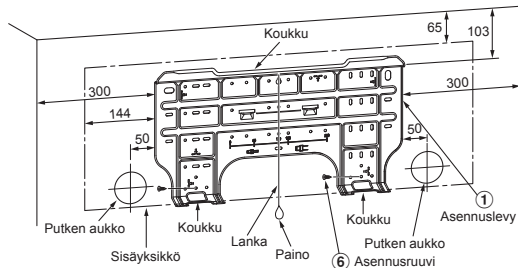 65
103
Koukku
300
300
144
50
50
①
Asennuslevy
Putken aukko
Koukku
Koukku
Sisäyksikkö
Lanka
Paino
⑥ Asennusruuvi
Putken aukko